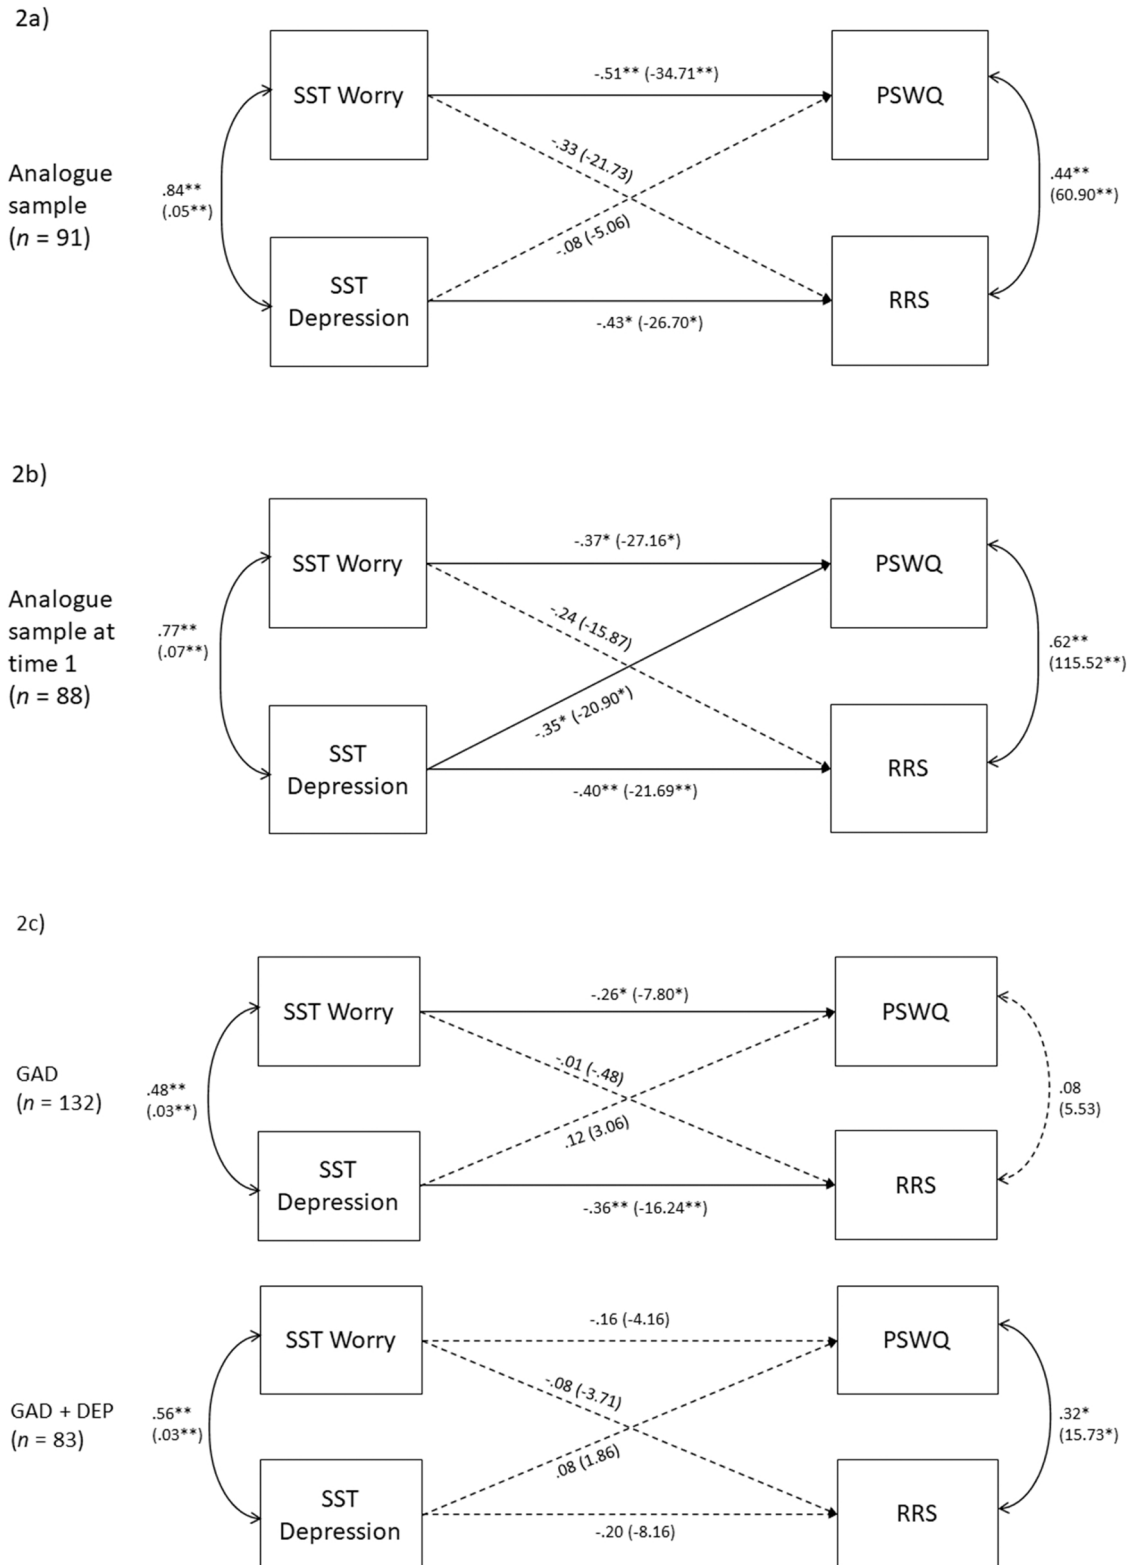 2a)
SST Worry
-.51** (-34.71**)
PSWQ
Analogue
sample
(n = 91)
.84**
(.05**)
-.33 (-21.73)
-.08 (-5.06)
.44**
(60.90**)
SST
Depression
-.43* (-26.70*)
RRS
2b)
SST Worry
-.37* (-27.16*)
PSWQ
Analogue
sample at
time 1
(n = 88)
.77**
(.07**)
-.24 (-15.87)
-.35* (-20.90*)
.62**
(115.52**)
SST
Depression
-.40** (-21.69**)
RRS
2c)
SST Worry
-.26* (-7.80*)
PSWQ
GAD
(n = 132)
.48**
(.03**)
-.01 (-.48)
.12 (3.06)
.08
(5.53)
SST
Depression
-.36** (-16.24**)
RRS
SST Worry
-.16 (-4.16)
PSWQ
GAD + DEP
(n = 83)
.56**
(.03**)
-.08 (-3.71)
.08 (1.86)
.32*
(15.73*)
SST
Depression
-.20 (-8.16)
RRS